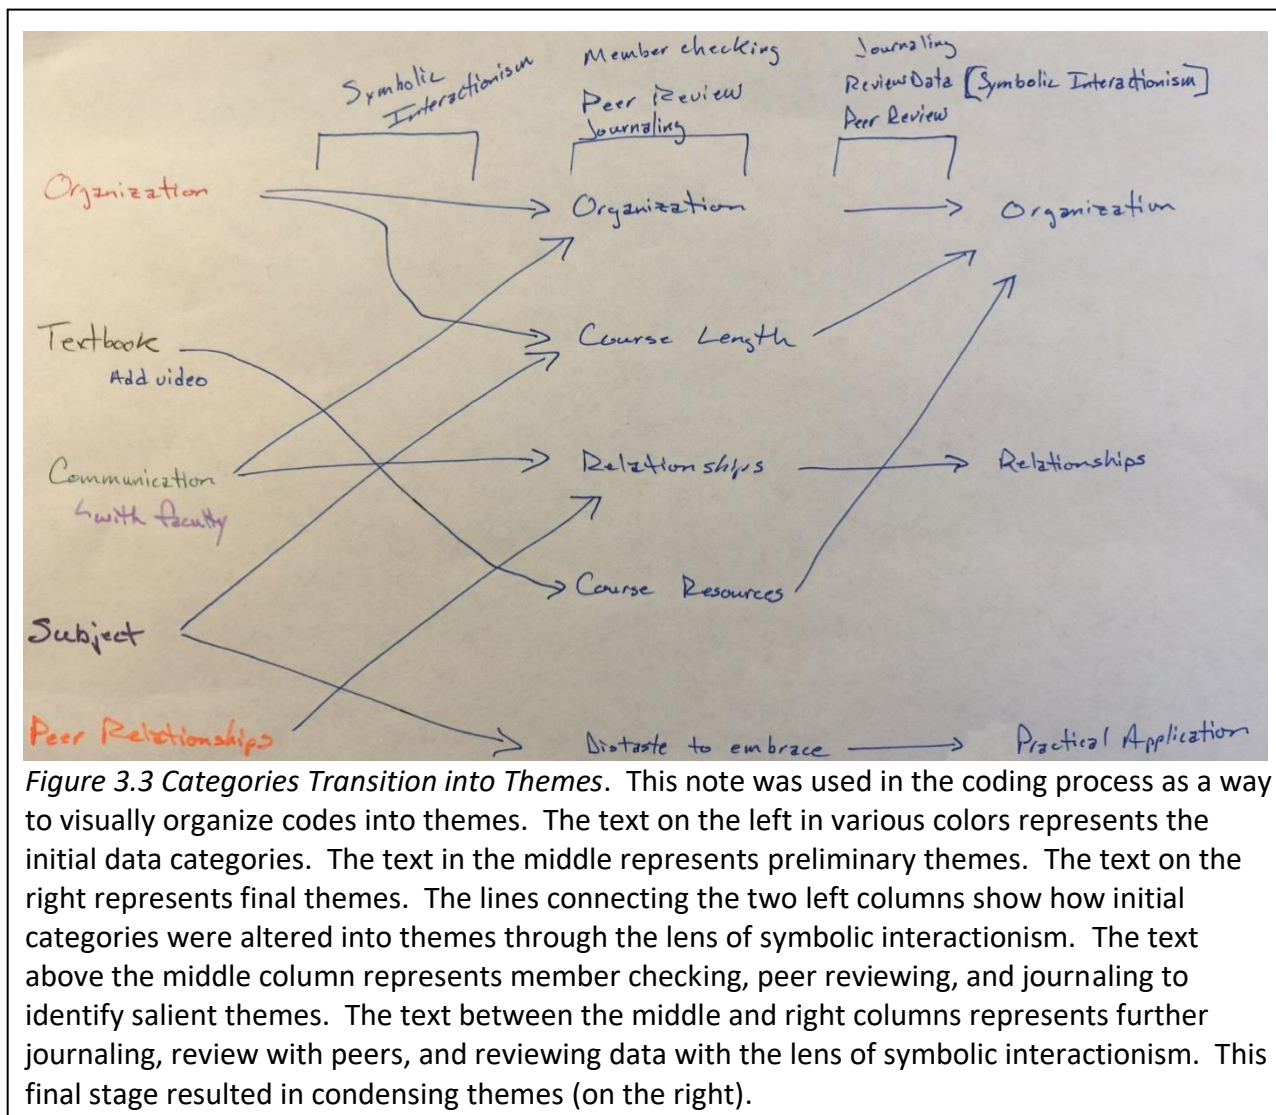 Symbolic
Interactionism
Member checking
Peer Review
Journaling
Journaling
Review Data [Symbolic Interactionism]
Peer Review
Organization
Organization
Organization
Textbook
Add video
Course Length
Communication
↳with faculty
Relationships
Relationships
Course Resources
Subject
Peer Relationships
Distaste to embrace
Practical Application
Figure 3.3 Categories Transition into Themes. This note was used in the coding process as a way
to visually organize codes into themes. The text on the left in various colors represents the
initial data categories. The text in the middle represents preliminary themes. The text on the
right represents final themes. The lines connecting the two left columns show how initial
categories were altered into themes through the lens of symbolic interactionism. The text
above the middle column represents member checking, peer reviewing, and journaling to
identify salient themes. The text between the middle and right columns represents further
journaling, review with peers, and reviewing data with the lens of symbolic interactionism. This
final stage resulted in condensing themes (on the right).